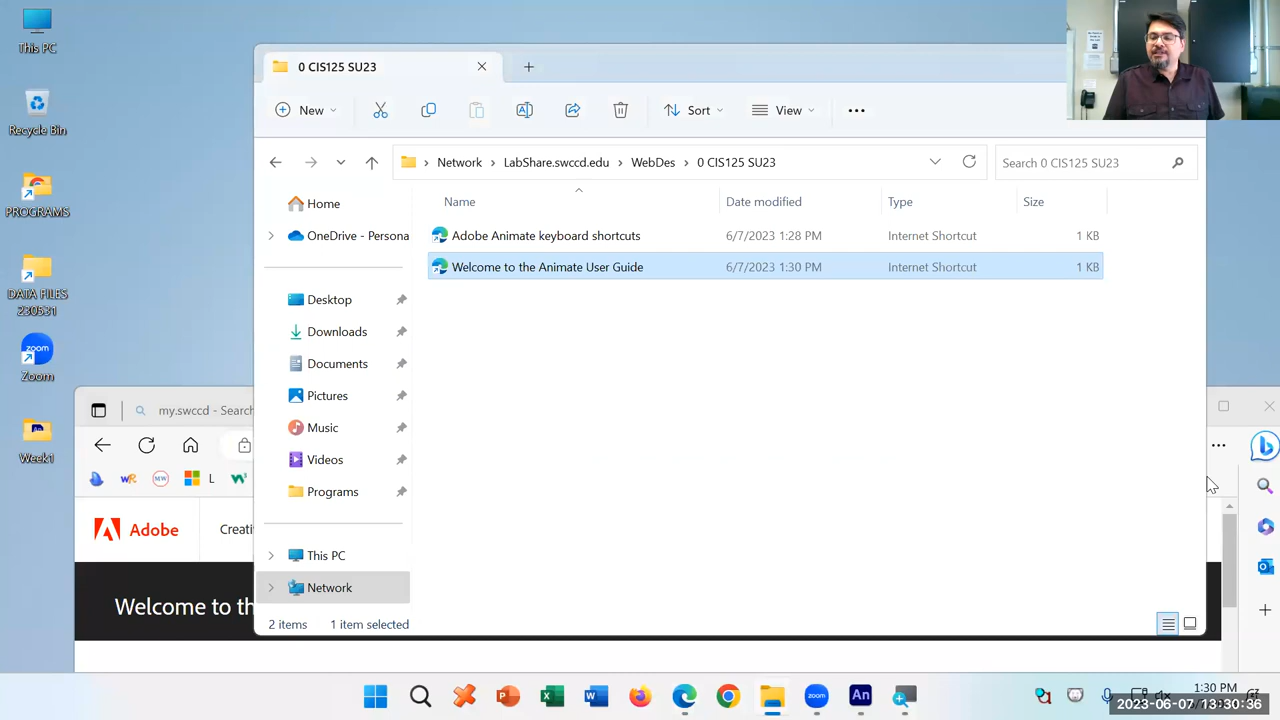 This PC
Recycle Bin
PROGRAMS
DATA FILES
230531
zoom
Zoom
Week1
0 CIS125 SU23
New
Sort
View
Network
LabShare.swccd.edu
WebDes
0 CIS125 SU23
Search 0 CIS125 SU23
Name
Date modified
Type
Size
Adobe Animate keyboard shortcuts
6/7/2023 1:28 PM
Internet Shortcut
1 KB
Welcome to the Animate User Guide
6/7/2023 1:30 PM
Internet Shortcut
1 KB
Home
OneDrive - Persona
Desktop
Downloads
Documents
Pictures
Music
Videos
Programs
This PC
Network
2 items
1 item selected
my.swccd - Search
L
Adobe
Creati
Welcome to th
zoom
An
1:30 PM
2023-06-07 13:30:36